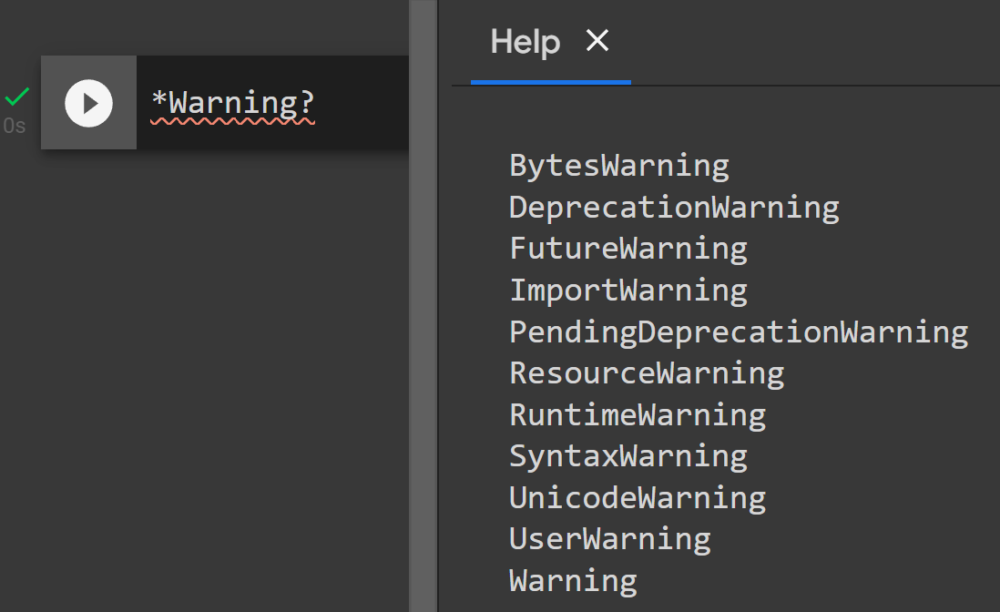 0s
*Warning?
Help
BytesWarning
DeprecationWarning
FutureWarning
ImportWarning
PendingDeprecationWarning
ResourceWarning
RuntimeWarning
SyntaxWarning
UnicodeWarning
UserWarning
Warning